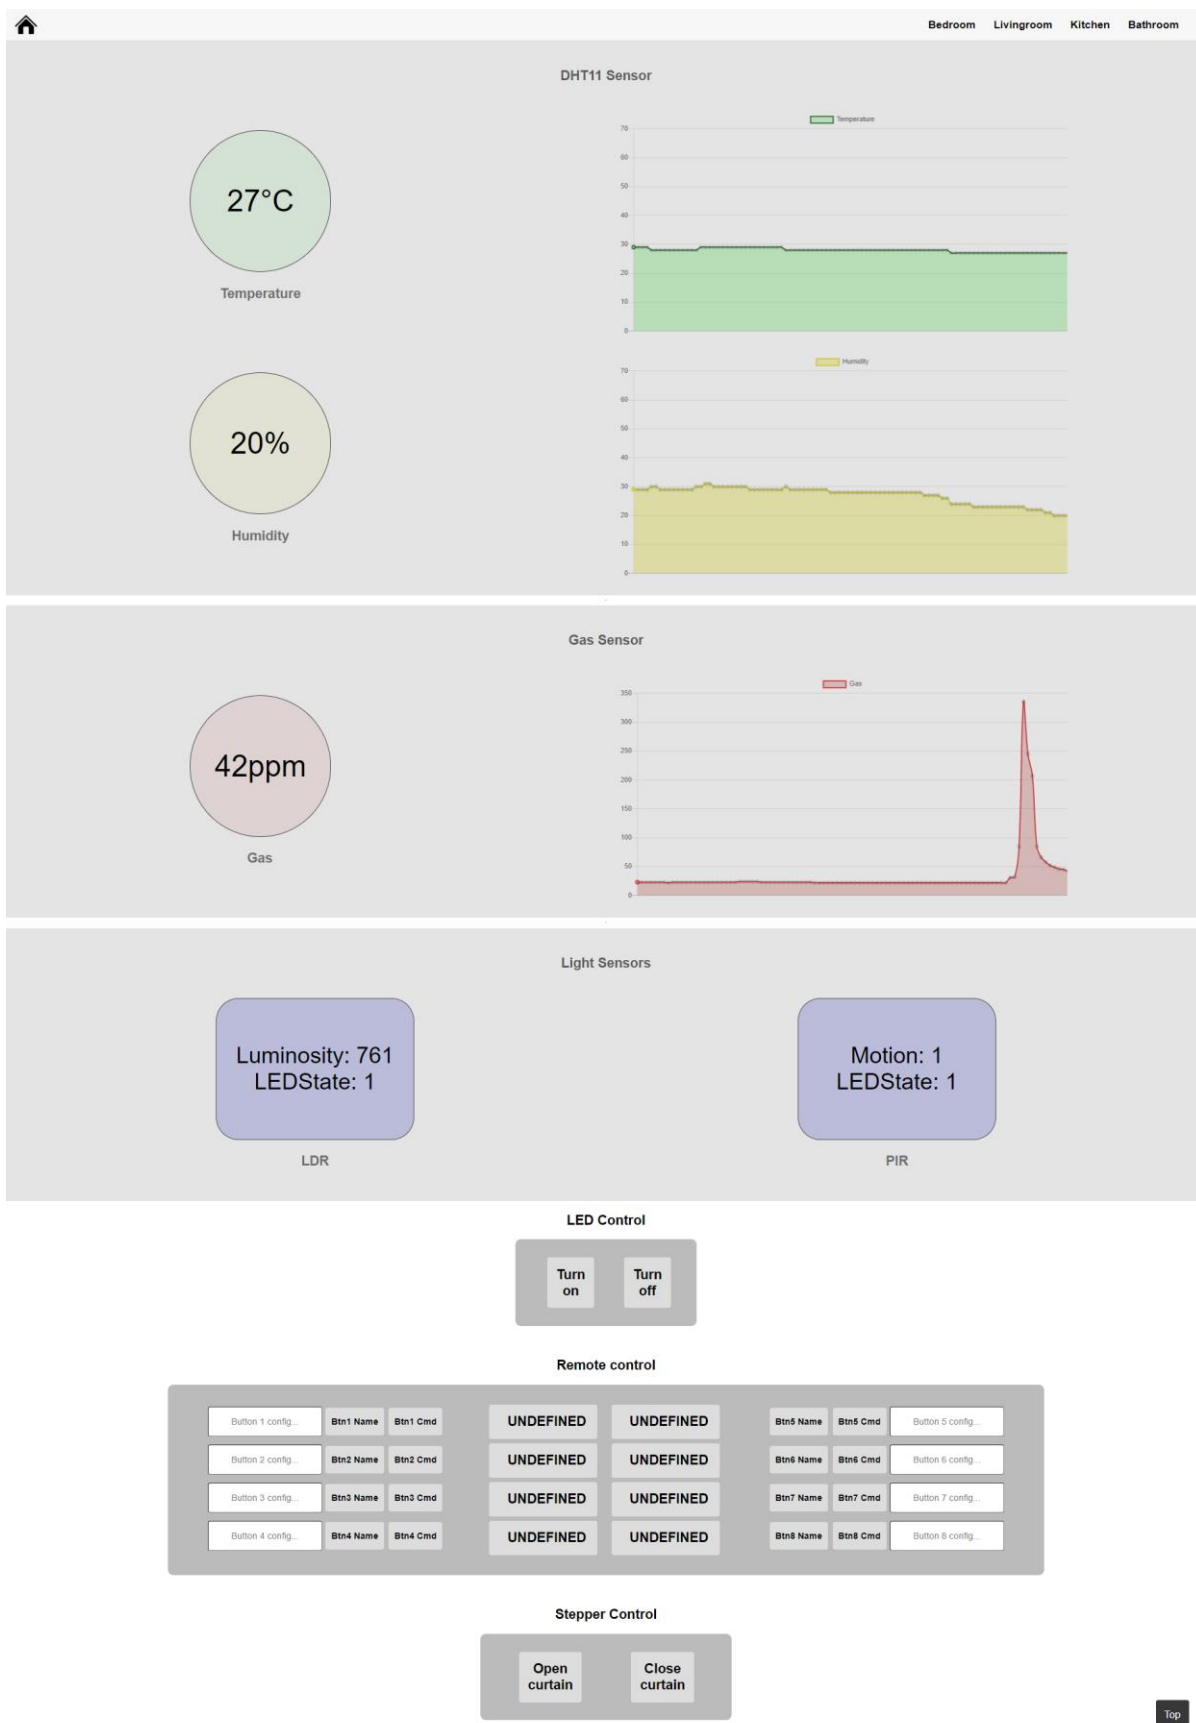 Bedroom Livingroom Kitchen Bathroom
DHT11 Sensor
27°C
Temperature
Temperature
70
60
50
40
30
20
10
0
20%
Humidity
Humidity
70
60
50
40
30
20
10
0
Gas Sensor
42ppm
Gas
Gas
350
300
250
200
150
100
50
0
Light Sensors
Luminosity: 761
LEDState: 1
LDR
Motion: 1
LEDState: 1
PIR
LED Control
Turn
on
Turn
off
Remote control
Button 1 config... Btn1 Name Btn1 Cmd UNDEFINED UNDEFINED Btn5 Name Btn5 Cmd Button 5 config...
Button 2 config... Btn2 Name Btn2 Cmd UNDEFINED UNDEFINED Btn6 Name Btn6 Cmd Button 6 config...
Button 3 config... Btn3 Name Btn3 Cmd UNDEFINED UNDEFINED Btn7 Name Btn7 Cmd Button 7 config...
Button 4 config... Btn4 Name Btn4 Cmd UNDEFINED UNDEFINED Btn8 Name Btn8 Cmd Button 8 config...
Stepper Control
Open
curtain
Close
curtain
Top